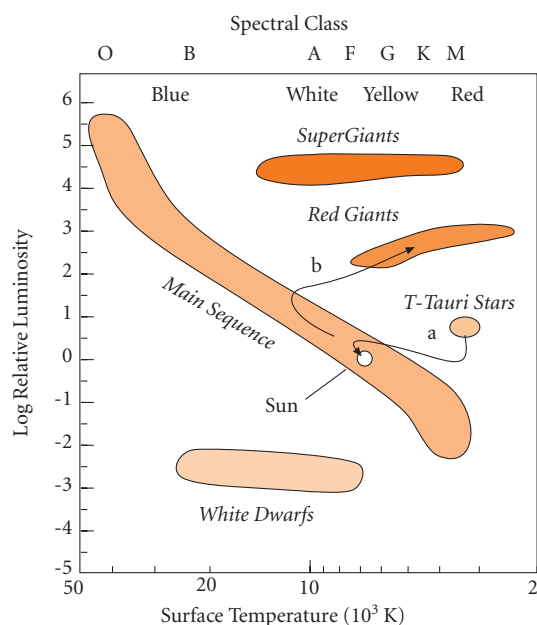 Spectral Class
O B A F G K M
Blue White Yellow Red
6
SuperGiants
5
4
Red Giants
3
b
2
T-Tauri Stars
Main Sequence
1
a
0
Sun
-1
-2
-3
White Dwarfs
-4
-5
50 20 10 5 2
Surface Temperature (10³ K)
Log Relative Luminosity